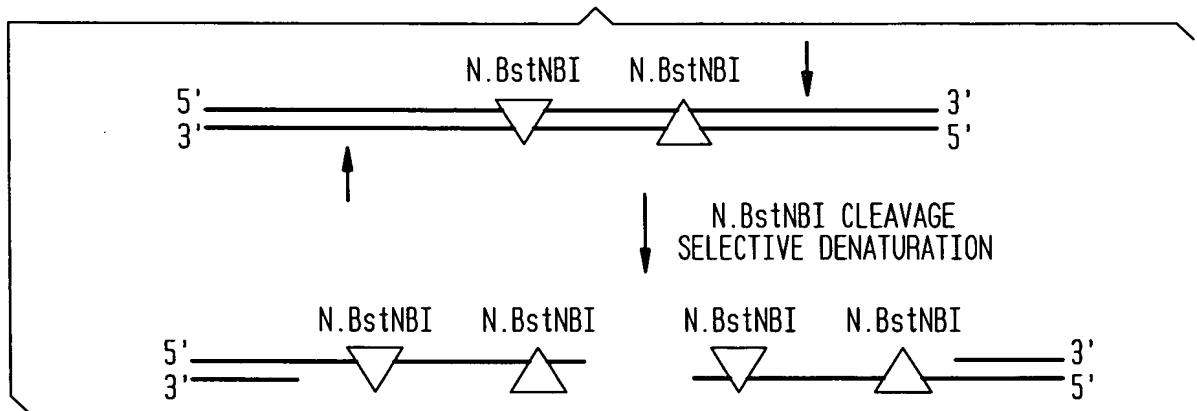 N.BstNBI N.BstNBI
5' 3'
3' 5'
N.BstNBI CLEAVAGE
SELECTIVE DENATURATION
N.BstNBI N.BstNBI N.BstNBI N.BstNBI
5' 3'
3' 5'